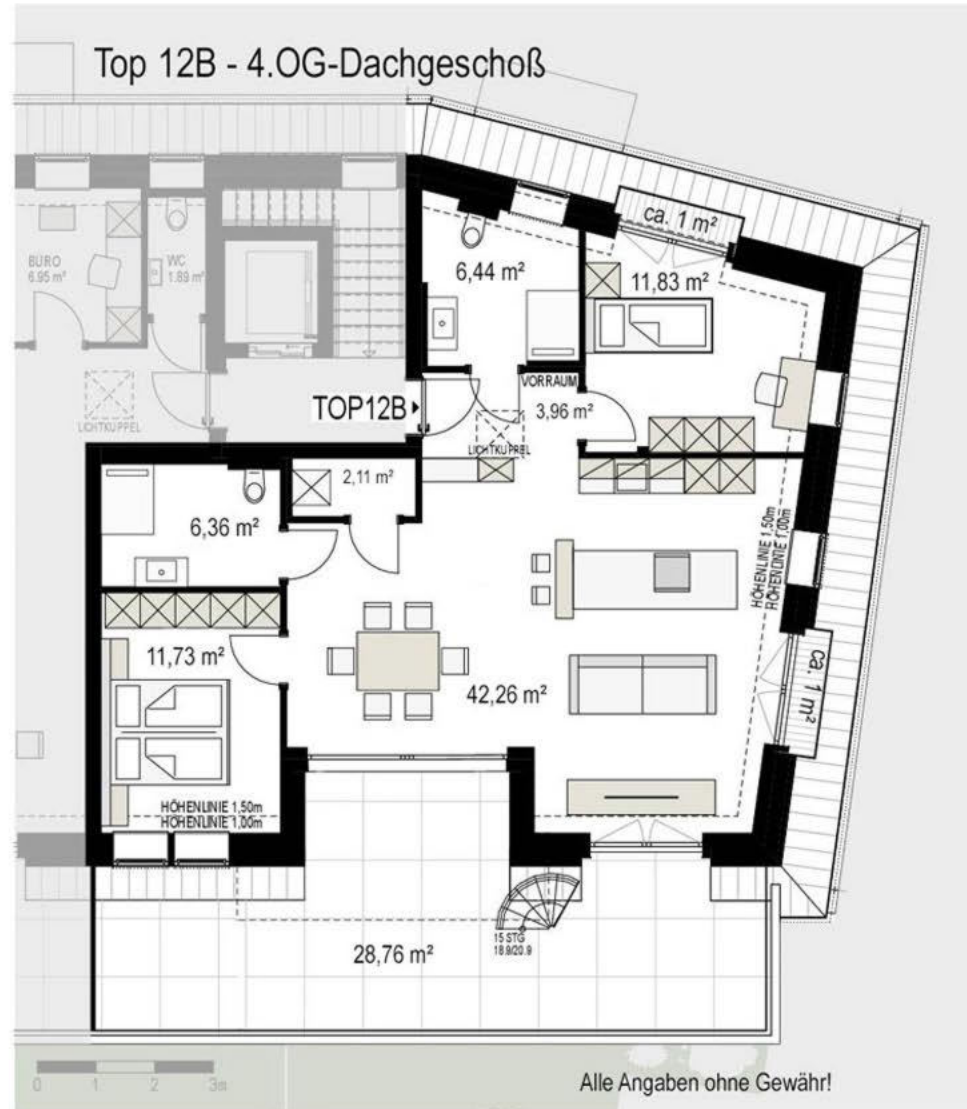 Top 12B - 4.OG-Dachgeschoß
ca. 1 m²
BÜRO
6.95 m²
WC
1.89 m²
6,44 m²
11,83 m²
TOP12B
VORRAUM
3,96 m²
LICHTKUPPEL
LICHTKUPPEL
2,11 m²
6,36 m²
HÖHENLINIE 1,50m
HÖHENLINIE 1,00m
11,73 m²
42,26 m²
ca. 1 m²
HÖHENLINIE 1,50m
HÖHENLINIE 1,00m
15 STG
18.9/20.9
28,76 m²
0 1 2 3m
Alle Angaben ohne Gewähr!